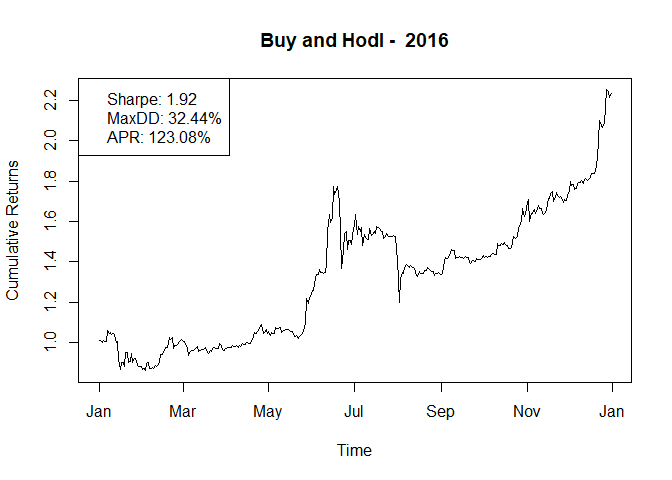 Buy and Hodl - 2016
Sharpe: 1.92
MaxDD: 32.44%
APR: 123.08%
Cumulative Returns
2.2
2.0
1.8
1.6
1.4
1.2
1.0
Jan Mar May Jul Sep Nov Jan
Time